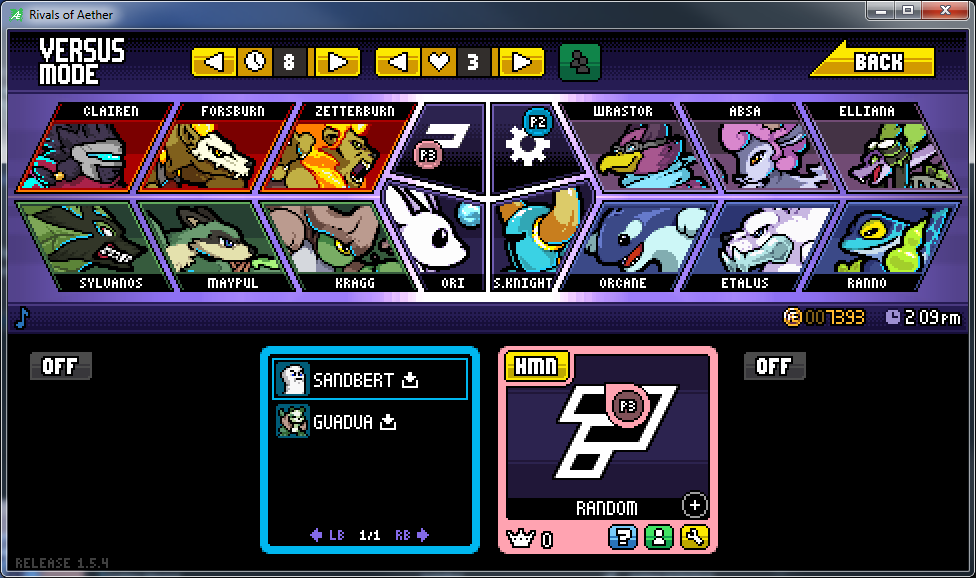 Rivals of Aether
VERSUS MODE
8
3
BACK
CLAIREN
FORSBURN
ZETTERBURN
P3
P2
WRASTOR
ABSA
ELLIANA
SYLVANOS
MAYPUL
KRAGG
ORI
S.KNIGHT
ORCANE
ETALUS
RANNO
007393
2:09PM
OFF
SANDBERT
GUADUA
LB 1/1 RB
HMN
P3
RANDOM
0
OFF
RELEASE 1.5.4